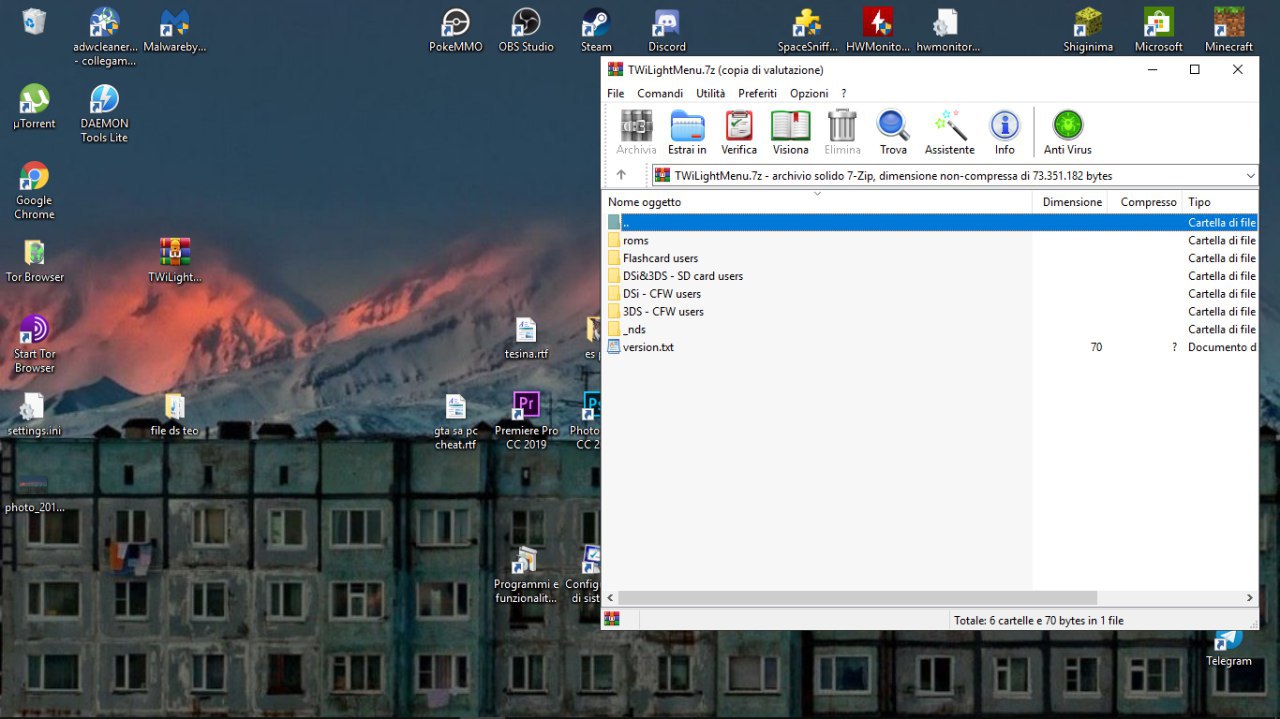 adwcleaner...
- collegam...
Malwareby...
PokeMMO
OBS Studio
Steam
Discord
SpaceSniff...
HWMonito...
hwmonitor...
Shiginima
Microsoft
Minecraft
µTorrent
DAEMON
Tools Lite
Google
Chrome
Tor Browser
TWiLight...
Start Tor
Browser
tesina.rtf
es p
settings.ini
file ds teo
gta sa pc
cheat.rtf
Pr
Premiere Pro
CC 2019
Photo
CC 2
photo_201...
Programmi e
funzionalit...
Config
di sist
Telegram
TWiLightMenu.7z (copia di valutazione)
File Comandi Utilità Preferiti Opzioni ?
Archivia Estrai in Verifica Visiona Elimina Trova Assistente Info Anti Virus
TWiLightMenu.7z - archivio solido 7-Zip, dimensione non-compressa di 73.351.182 bytes
Nome oggetto Dimensione Compresso Tipo
.. Cartella di file
roms Cartella di file
Flashcard users Cartella di file
DSi&3DS - SD card users Cartella di file
DSi - CFW users Cartella di file
3DS - CFW users Cartella di file
_nds Cartella di file
version.txt 70 ? Documento d
Totale: 6 cartelle e 70 bytes in 1 file